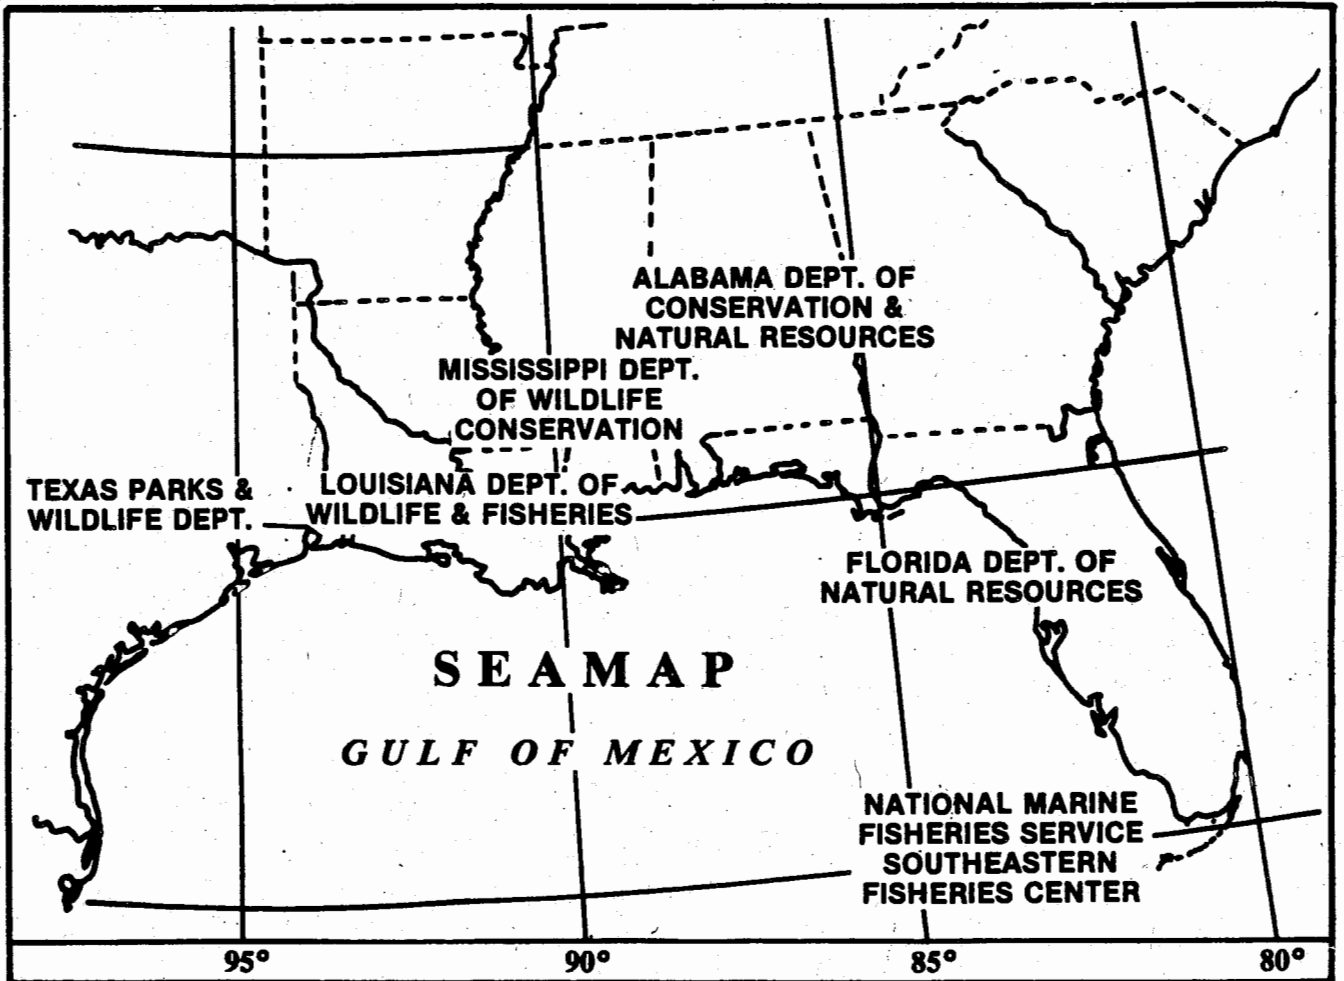 ALABAMA DEPT. OF
CONSERVATION &
NATURAL RESOURCES
MISSISSIPPI DEPT.
OF WILDLIFE
CONSERVATION
TEXAS PARKS &
WILDLIFE DEPT.
LOUISIANA DEPT. OF
WILDLIFE & FISHERIES
FLORIDA DEPT. OF
NATURAL RESOURCES
SEAMAP
GULF OF MEXICO
NATIONAL MARINE
FISHERIES SERVICE
SOUTHEASTERN
FISHERIES CENTER
95° 90° 85° 80°